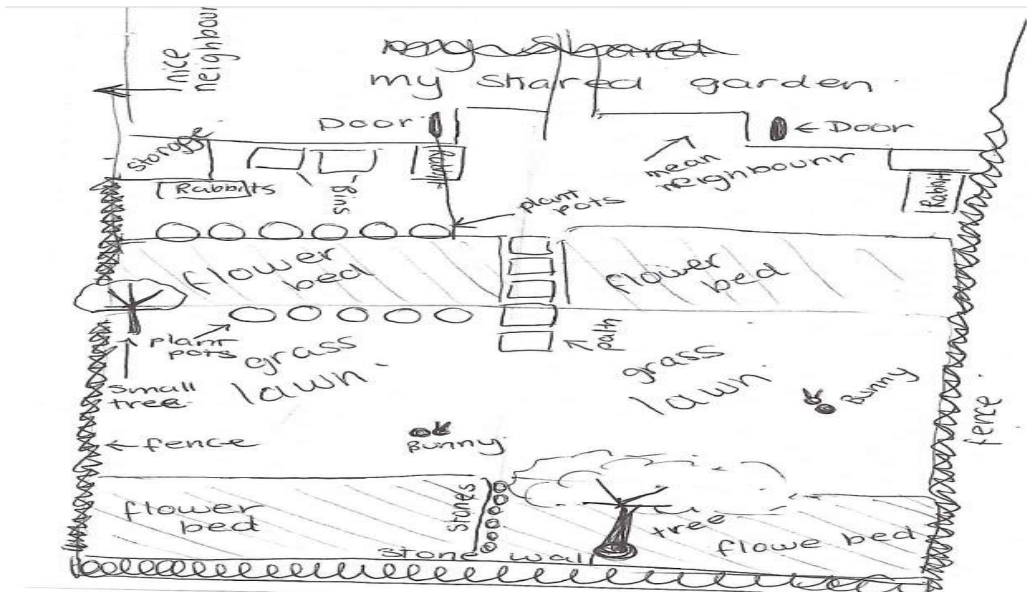 nice
neighbour
my shared garden.
Door
← Door
storage
Rabbits
Bins
mean
neighbour
plant
pots
Rabbit
flower
bed
flower
bed
plant
pots
path
small
tree
grass
lawn.
grass
lawn.
Bunny
← fence
Bunny.
fence
flower
bed
stones
tree
flowe bed
stone wall